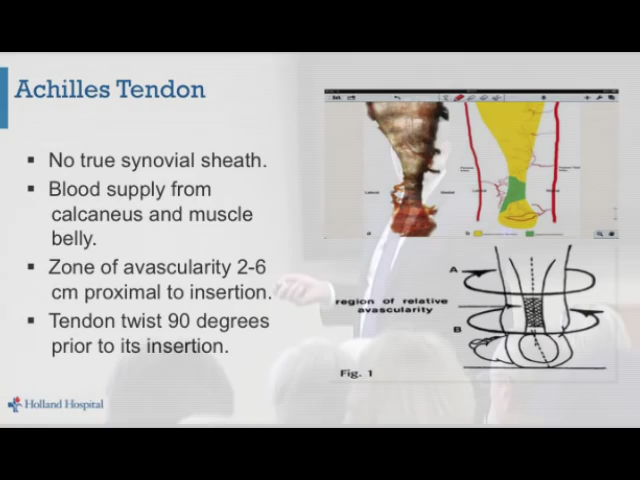 Achilles Tendon
▪ No true synovial sheath.
▪ Blood supply from
calcaneus and muscle
belly.
▪ Zone of avascularity 2-6
cm proximal to insertion.
▪ Tendon twist 90 degrees
prior to its insertion.
Lateral
Medial
a
b
A
region of relative
avascularity
B
Fig. 1
Holland Hospital